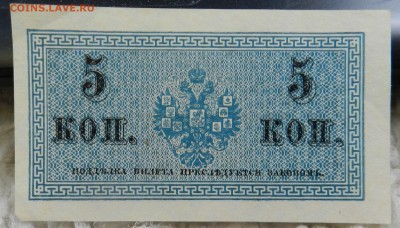 COINS.LAVE.RU
5 5
КОП. КОП.
ПОДДѢЛКА БИЛЕТА ПРЕСЛѢДУЕТСЯ ЗАКОНОМЪ.